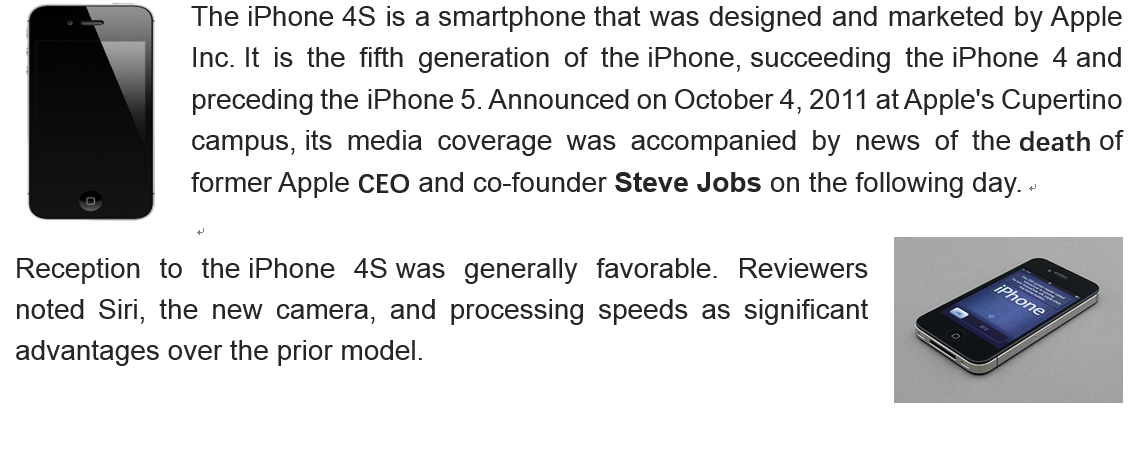 The iPhone 4S is a smartphone that was designed and marketed by Apple
Inc. It is the fifth generation of the iPhone, succeeding the iPhone 4 and
preceding the iPhone 5. Announced on October 4, 2011 at Apple's Cupertino
campus, its media coverage was accompanied by news of the death of
former Apple CEO and co-founder Steve Jobs on the following day.
Reception to the iPhone 4S was generally favorable. Reviewers
noted Siri, the new camera, and processing speeds as significant
advantages over the prior model.
iPhone